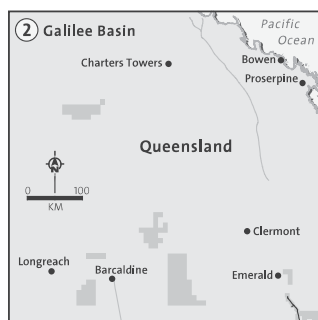 2 Galilee Basin
Pacific
Ocean
Charters Towers
Bowen
Proserpine
Queensland
N
0 100
KM
Clermont
Longreach
Barcaldine
Emerald